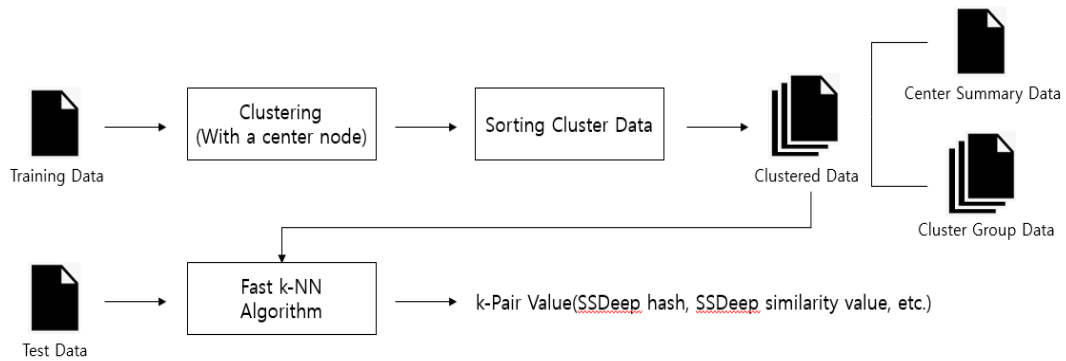 Training Data
Clustering
(With a center node)
Sorting Cluster Data
Clustered Data
Center Summary Data
Cluster Group Data
Test Data
Fast k-NN
Algorithm
k-Pair Value(SSDeep hash, SSDeep similarity value, etc.)